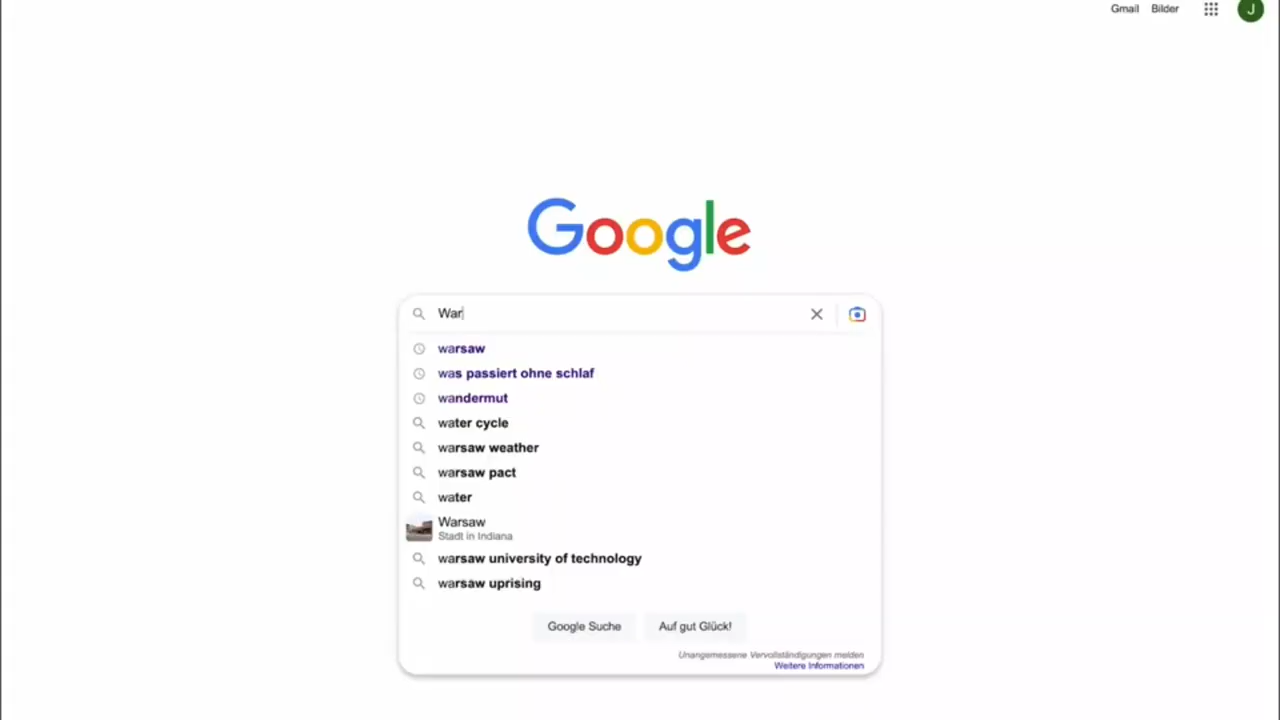 Gmail Bilder J
Google
War
warsaw
was passiert ohne schlaf
wandermut
water cycle
warsaw weather
warsaw pact
water
Warsaw
Stadt in Indiana
warsaw university of technology
warsaw uprising
Google Suche Auf gut Glück!
Unangemessene Vervollständigungen melden
Weitere Informationen